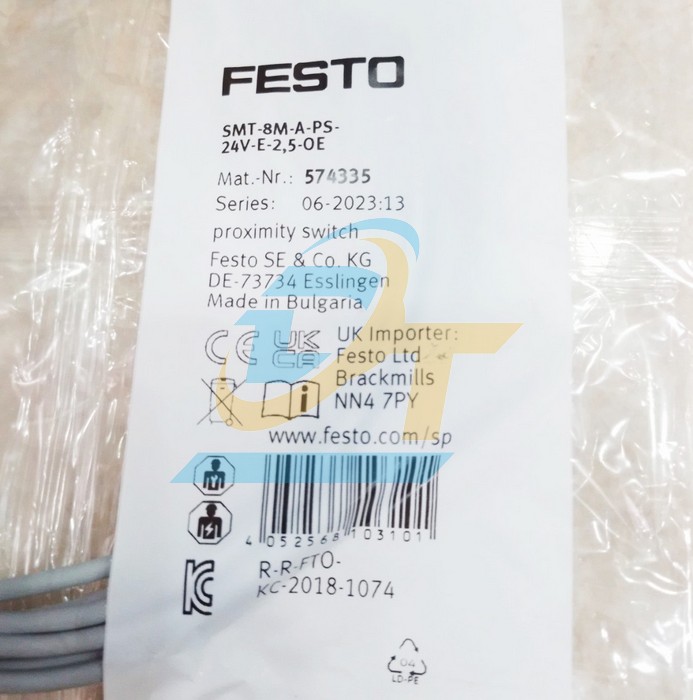 FESTO
SMT-8M-A-PS-
24V-E-2,5-OE
Mat.-Nr.: 574335
Series: 06-2023:13
proximity switch
Festo SE & Co. KG
DE-73734 Esslingen
Made in Bulgaria
CE UK CA UK Importer:
Festo Ltd
Brackmills
NN4 7PY
www.festo.com/sp
4 052568 103101
R-R-FTO-
KC-2018-1074
04
LD-PE